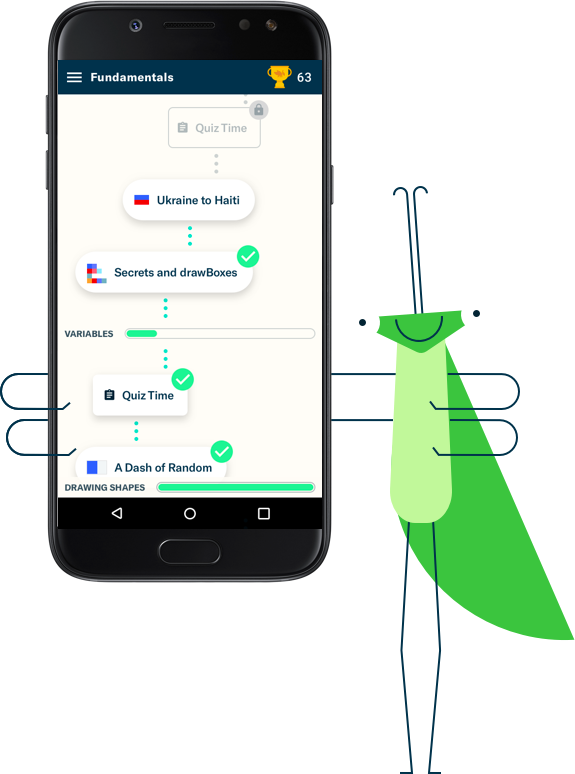 Fundamentals
63
Quiz Time
Ukraine to Haiti
Secrets and drawBoxes
VARIABLES
Quiz Time
A Dash of Random
DRAWING SHAPES